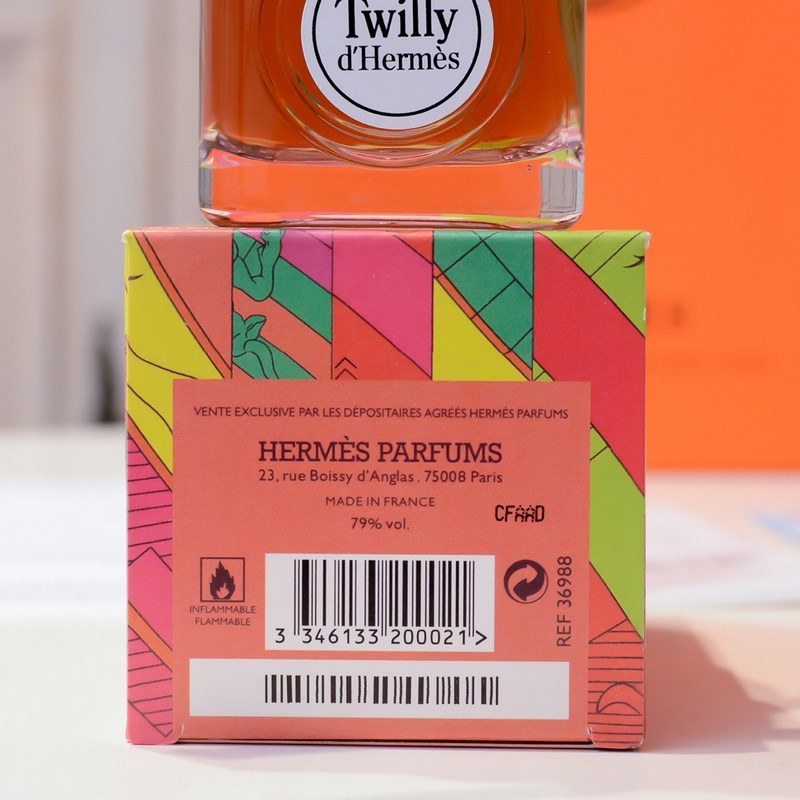 Twilly
d'Hermès
VENTE EXCLUSIVE PAR LES DÉPOSITAIRES AGRÉÉS HERMÉS PARFUMS
HERMÈS PARFUMS
23, rue Boissy d'Anglas . 75008 Paris
MADE IN FRANCE
79% vol.
CFAAD
INFLAMMABLE
FLAMMABLE
3 346133 200021 >
REF 36988